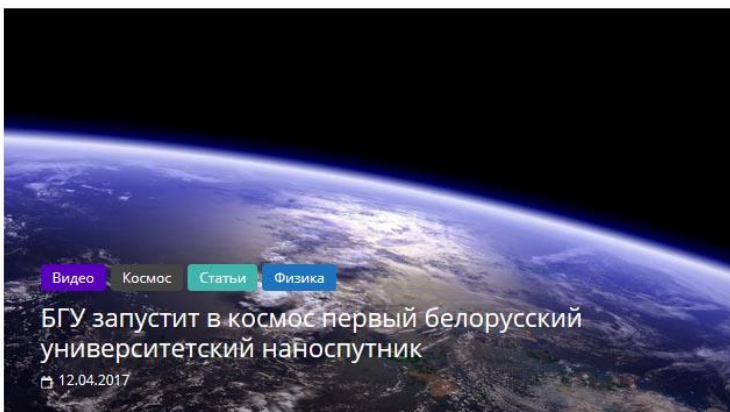 Видео Космос Статьи Физика
БГУ запустит в космос первый белорусский
университетский наноспутник
12.04.2017